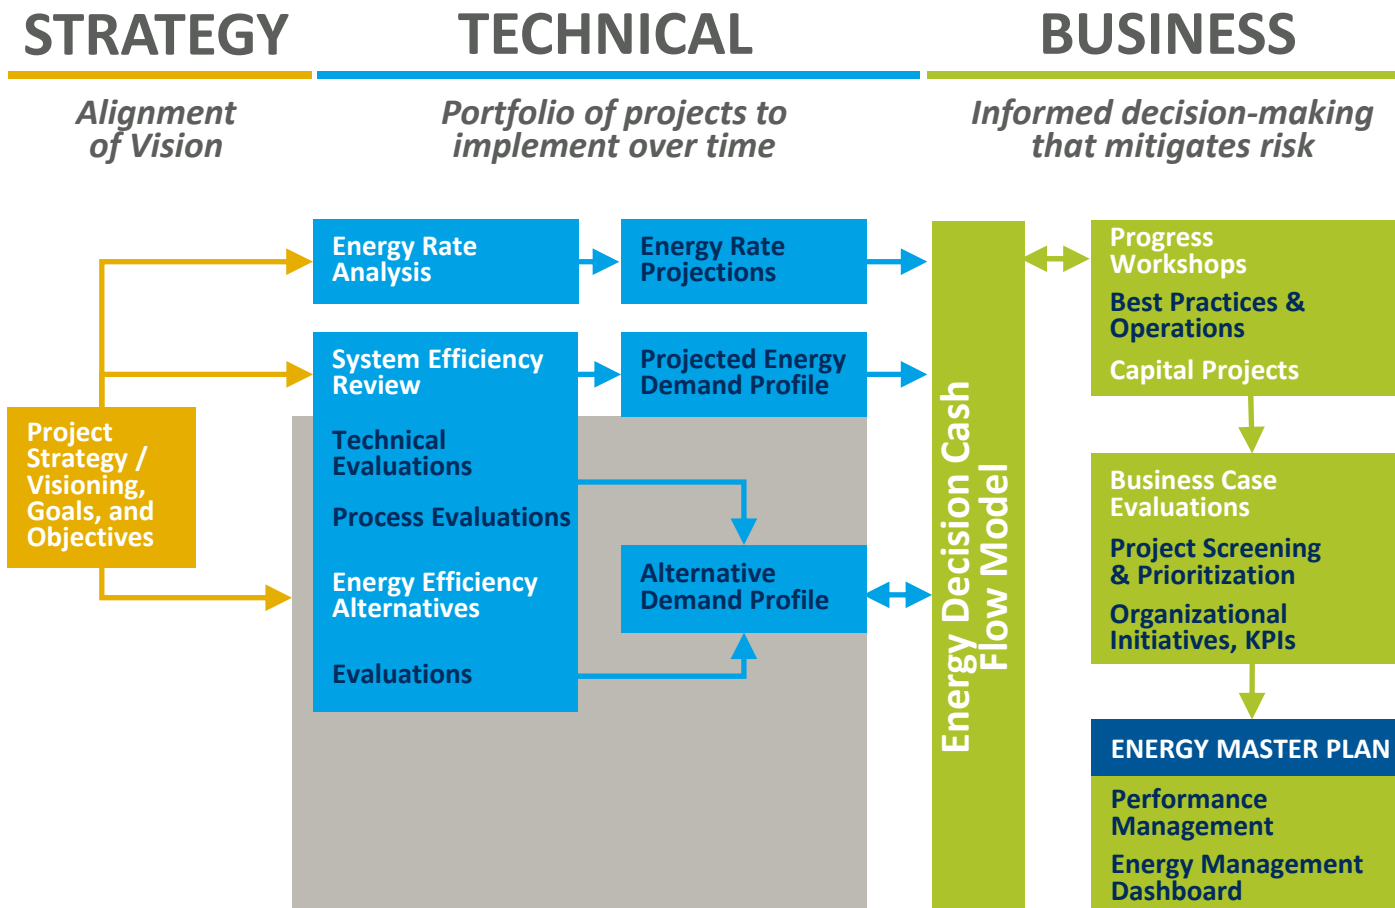 STRATEGY
Alignment
of Vision
TECHNICAL
Portfolio of projects to
implement over time
BUSINESS
Informed decision-making
that mitigates risk
Project
Strategy /
Visioning,
Goals, and
Objectives
Energy Rate
Analysis
Energy Rate
Projections
System Efficiency
Review
Technical
Evaluations
Process Evaluations
Energy Efficiency
Alternatives
Evaluations
Projected Energy
Demand Profile
Alternative
Demand Profile
Energy Decision Cash
Flow Model
Progress
Workshops
Best Practices &
Operations
Capital Projects
Business Case
Evaluations
Project Screening
& Prioritization
Organizational
Initiatives, KPIs
ENERGY MASTER PLAN
Performance
Management
Energy Management
Dashboard